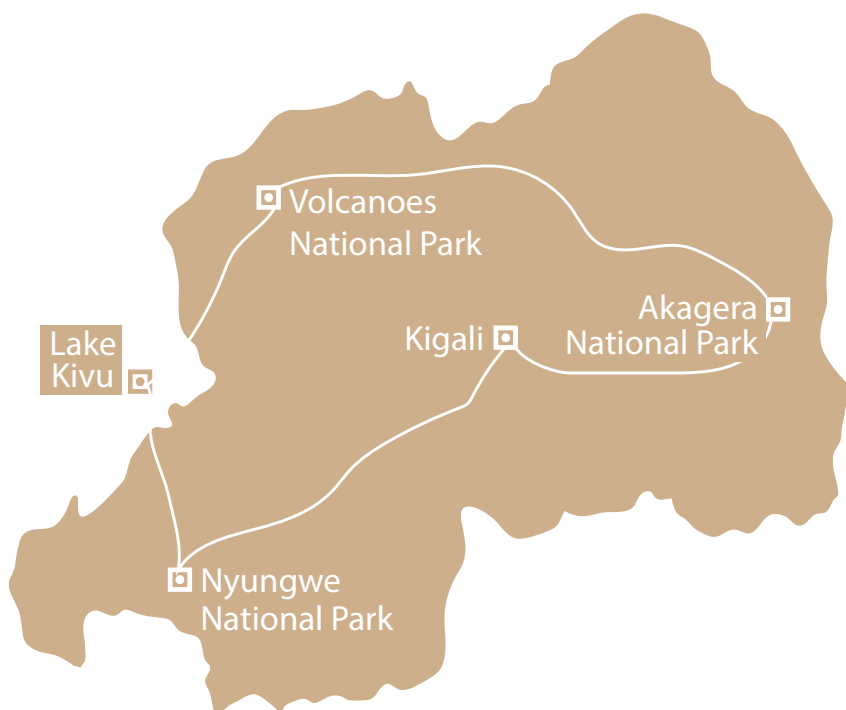 Volcanoes
National Park
Akagera
National Park
Kigali
Lake
Kivu
Nyungwe
National Park